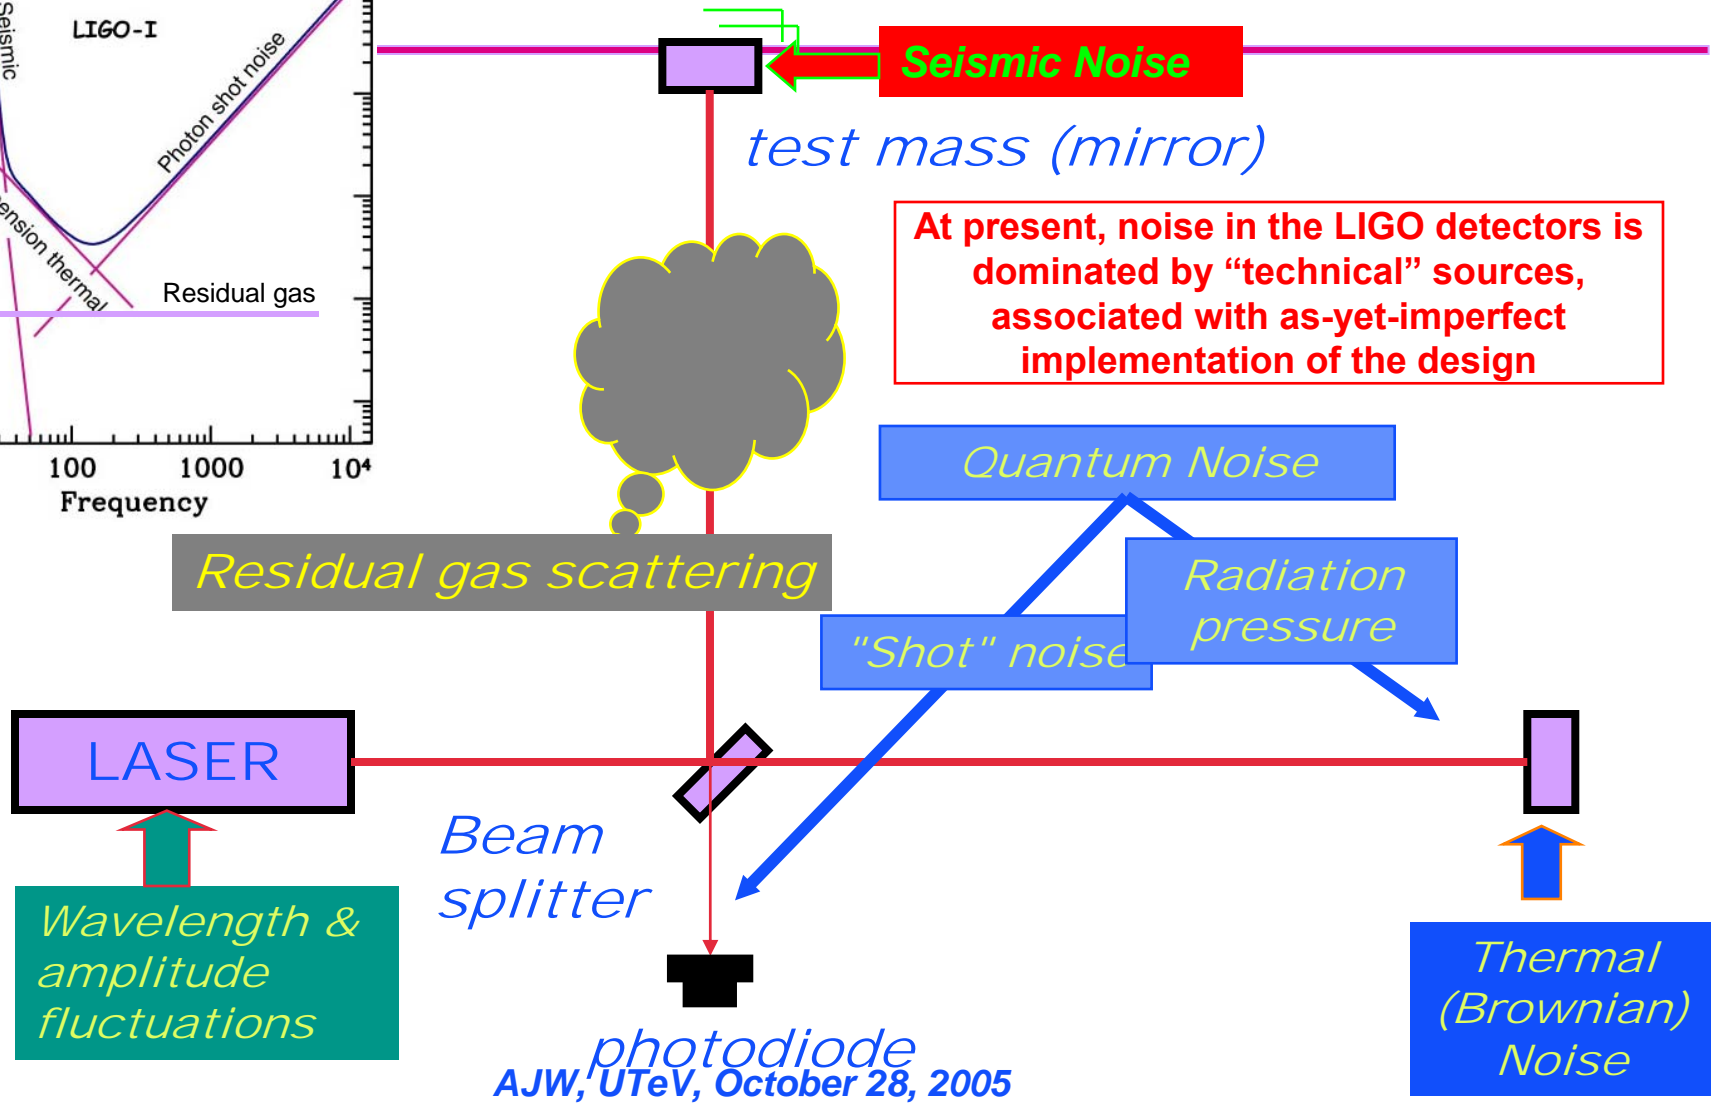 Seismic
LIGO-I
Photon shot noise
thermal
Residual gas
100 1000 10⁴
Frequency
Seismic Noise
test mass (mirror)
At present, noise in the LIGO detectors is
dominated by “technical” sources,
associated with as-yet-imperfect
implementation of the design
Quantum Noise
Residual gas scattering
Radiation
pressure
"Shot" noise
LASER
Beam
splitter
Wavelength &
amplitude
fluctuations
Thermal
(Brownian)
Noise
photodiode
AJW, UTeV, October 28, 2005